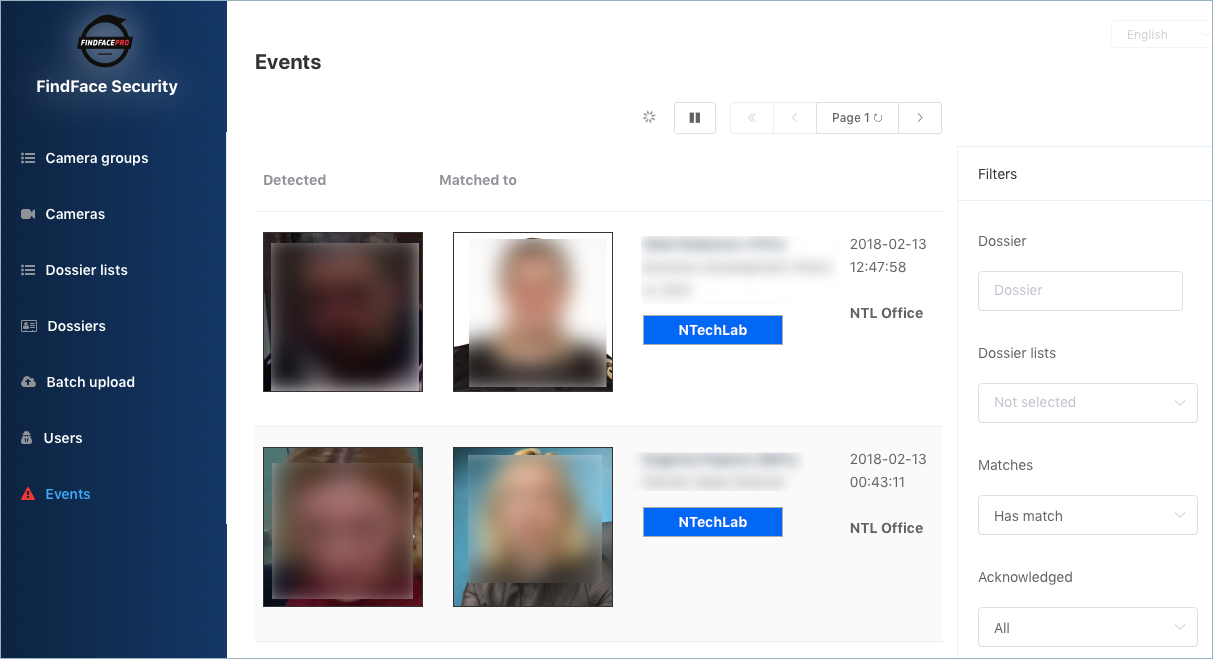 FINDFACEPRO
FindFace Security
Camera groups
Cameras
Dossier lists
Dossiers
Batch upload
Users
Events
English
Events
Page 1
Detected
Matched to
2018-02-13
12:47:58
NTL Office
NTechLab
2018-02-13
00:43:11
NTL Office
NTechLab
Filters
Dossier
Dossier
Dossier lists
Not selected
Matches
Has match
Acknowledged
All